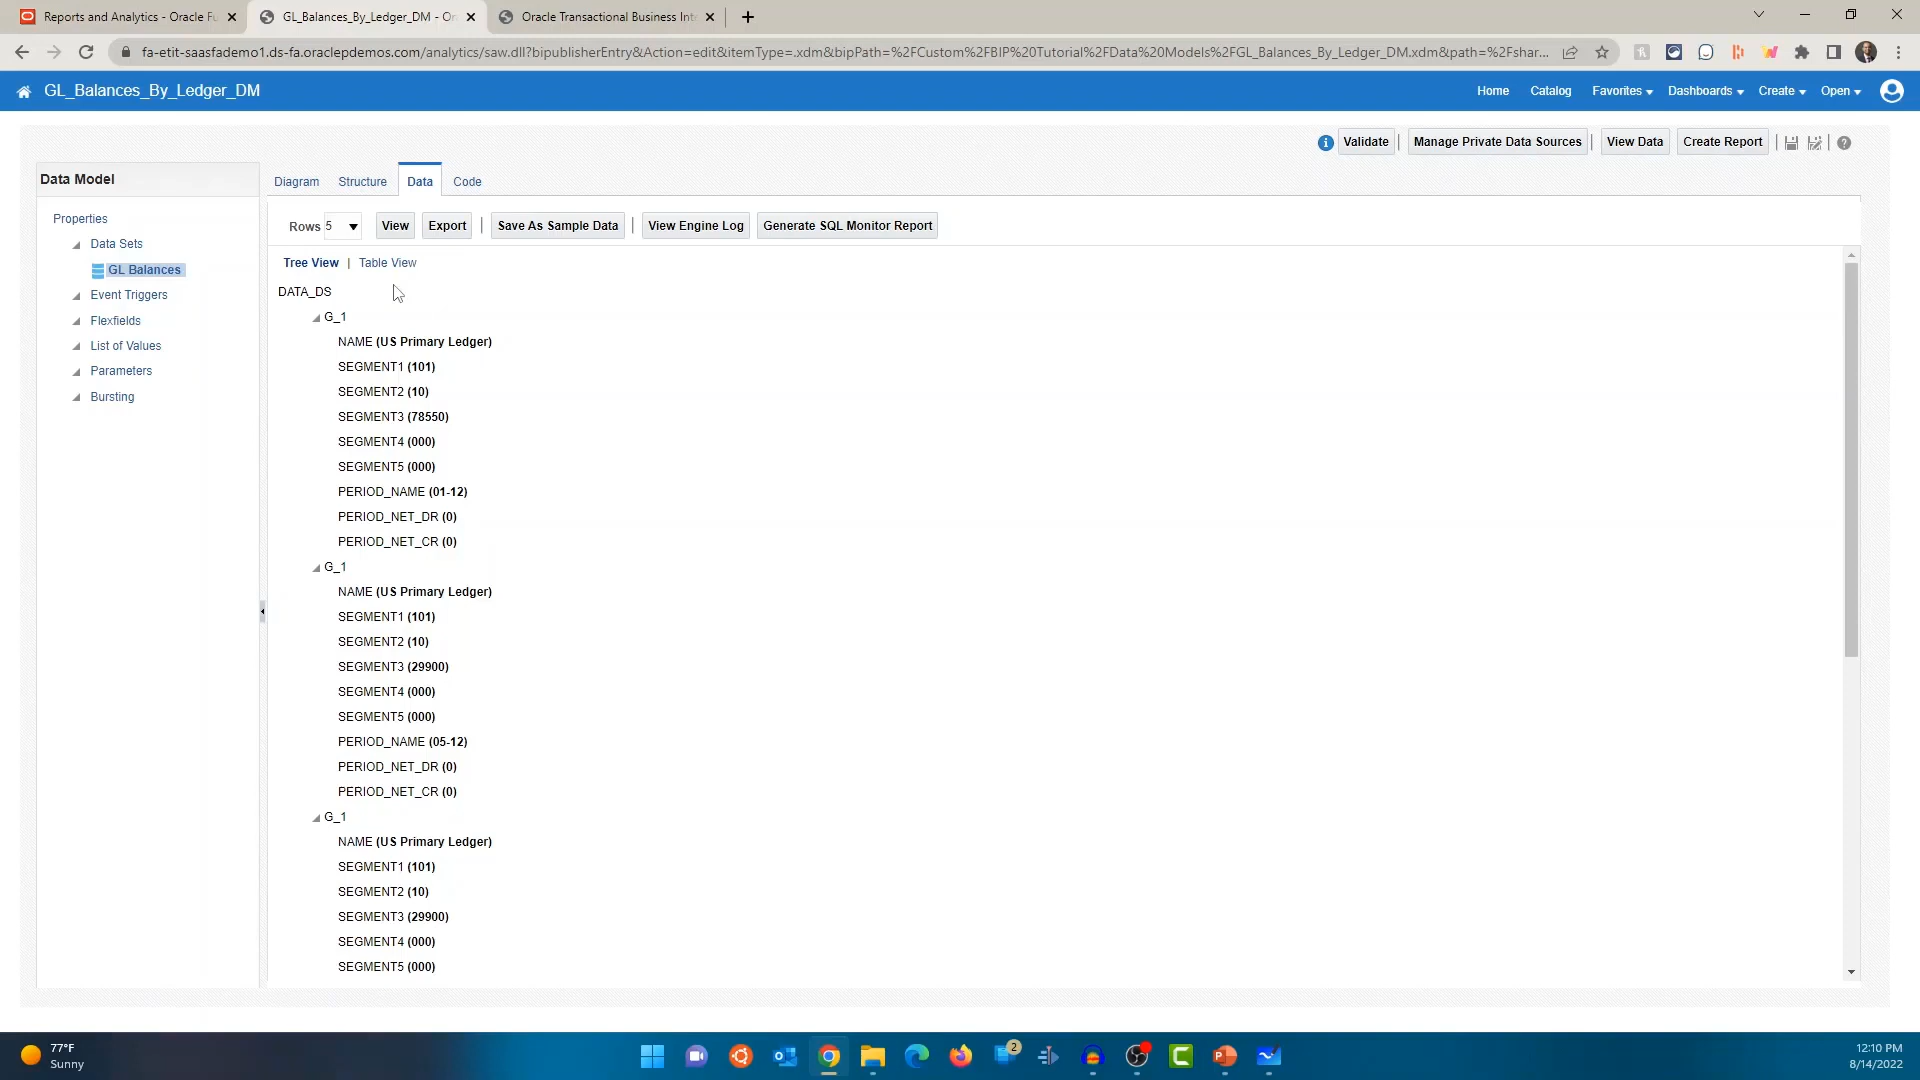 Reports and Analytics - Oracle Fu
GL_Balances_By_Ledger_DM - Or
Oracle Transactional Business Inte
fa-etit-saasfademo1.ds-fa.oraclepdemos.com/analytics/saw.dll?bipublisherEntry&Action=edit&itemType=.xdm&bipPath=%2FCustom%2FBIP%20Tutorial%2FData%20Models%2FGL_Balances_By_Ledger_DM.xdm&path=%2Fshar...
GL_Balances_By_Ledger_DM
Home Catalog Favorites Dashboards Create Open
Validate | Manage Private Data Sources | View Data Create Report
Data Model
Properties
Data Sets
GL Balances
Event Triggers
Flexfields
List of Values
Parameters
Bursting
Diagram Structure Data Code
Rows 5 View Export | Save As Sample Data | View Engine Log Generate SQL Monitor Report
Tree View | Table View
DATA_DS
G_1
NAME (US Primary Ledger)
SEGMENT1 (101)
SEGMENT2 (10)
SEGMENT3 (78550)
SEGMENT4 (000)
SEGMENT5 (000)
PERIOD_NAME (01-12)
PERIOD_NET_DR (0)
PERIOD_NET_CR (0)
G_1
NAME (US Primary Ledger)
SEGMENT1 (101)
SEGMENT2 (10)
SEGMENT3 (29900)
SEGMENT4 (000)
SEGMENT5 (000)
PERIOD_NAME (05-12)
PERIOD_NET_DR (0)
PERIOD_NET_CR (0)
G_1
NAME (US Primary Ledger)
SEGMENT1 (101)
SEGMENT2 (10)
SEGMENT3 (29900)
SEGMENT4 (000)
SEGMENT5 (000)
77°F
Sunny
2
12:10 PM
8/14/2022